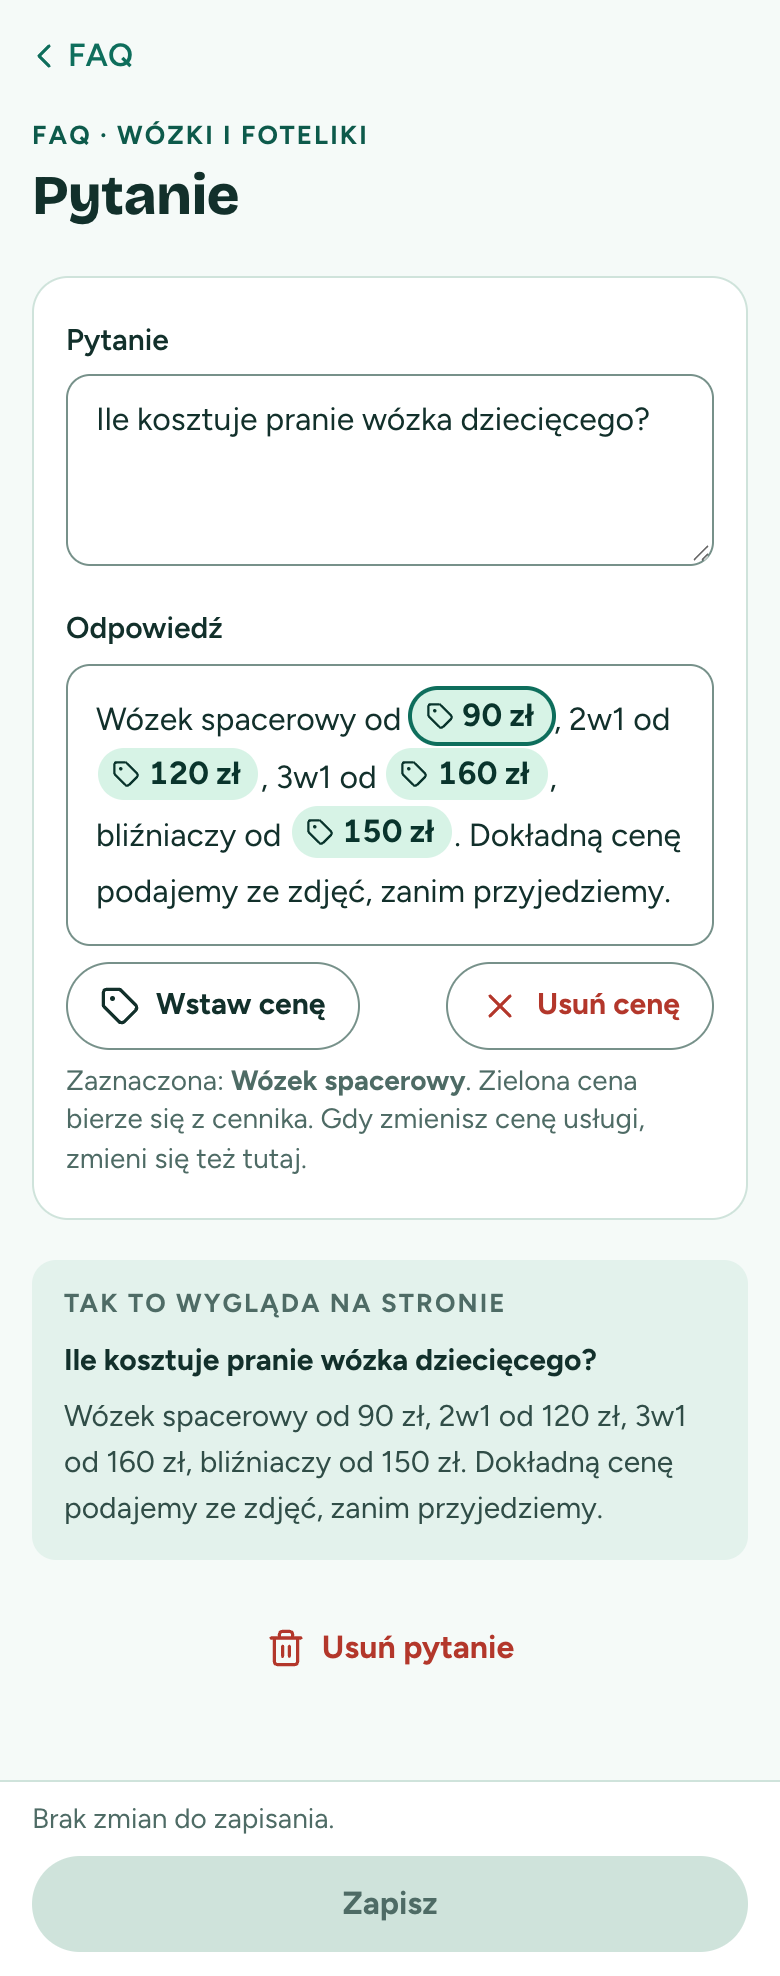 FAQ
FAQ · WÓZKI I FOTELIKI
Pytanie
Pytanie
Ile kosztuje pranie wózka dziecięcego?
Odpowiedź
Wózek spacerowy od 90 zł, 2w1 od
120 zł, 3w1 od 160 zł,
bliźniaczy od 150 zł. Dokładną cenę
podajemy ze zdjęć, zanim przyjedziemy.
Wstaw cenę
Usuń cenę
Zaznaczona: Wózek spacerowy. Zielona cena
bierze się z cennika. Gdy zmienisz cenę usługi,
zmieni się też tutaj.
TAK TO WYGLĄDA NA STRONIE
Ile kosztuje pranie wózka dziecięcego?
Wózek spacerowy od 90 zł, 2w1 od 120 zł, 3w1
od 160 zł, bliźniaczy od 150 zł. Dokładną cenę
podajemy ze zdjęć, zanim przyjedziemy.
Usuń pytanie
Brak zmian do zapisania.
Zapisz